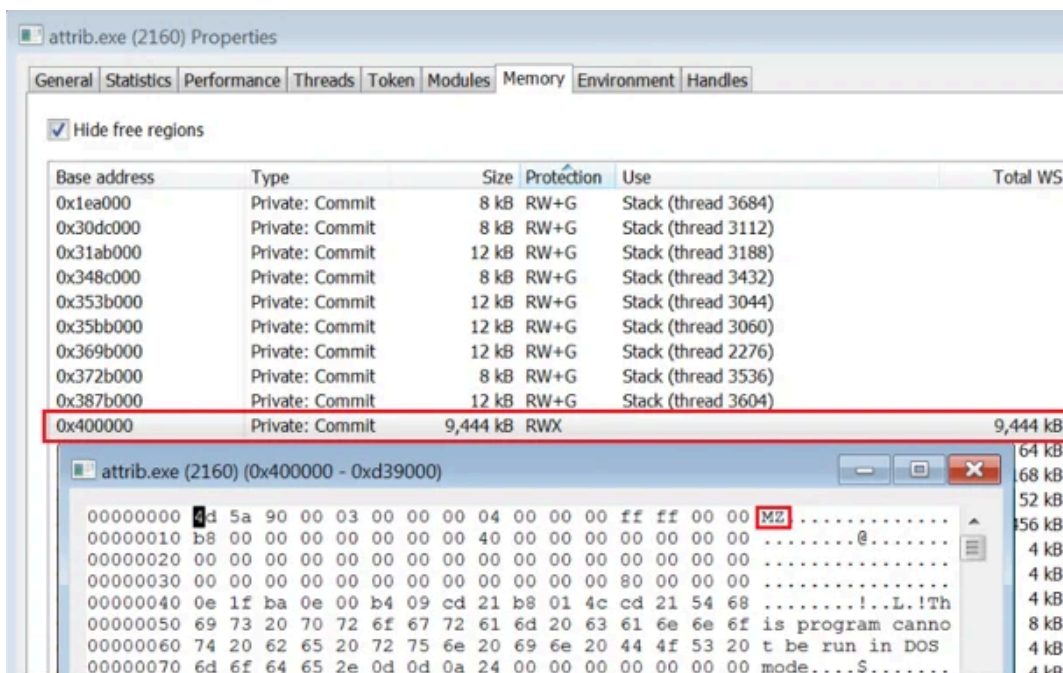 attrib.exe (2160) Properties
General Statistics Performance Threads Token Modules Memory Environment Handles
Hide free regions
Base address Type Size Protection Use Total WS
0x1ea000 Private: Commit 8 kB RW+G Stack (thread 3684)
0x30dc000 Private: Commit 8 kB RW+G Stack (thread 3112)
0x31ab000 Private: Commit 12 kB RW+G Stack (thread 3188)
0x348c000 Private: Commit 8 kB RW+G Stack (thread 3432)
0x353b000 Private: Commit 12 kB RW+G Stack (thread 3044)
0x35bb000 Private: Commit 12 kB RW+G Stack (thread 3060)
0x369b000 Private: Commit 12 kB RW+G Stack (thread 2276)
0x372b000 Private: Commit 8 kB RW+G Stack (thread 3536)
0x387b000 Private: Commit 12 kB RW+G Stack (thread 3604)
0x400000 Private: Commit 9,444 kB RWX 9,444 kB
64 kB
attrib.exe (2160) (0x400000 - 0xd39000) 168 kB
52 kB
00000000 4d 5a 90 00 03 00 00 00 04 00 00 00 ff ff 00 00 MZ.............. 456 kB
00000010 b8 00 00 00 00 00 00 00 40 00 00 00 00 00 00 00 ........@....... 4 kB
00000020 00 00 00 00 00 00 00 00 00 00 00 00 00 00 00 00 ................ 4 kB
00000030 00 00 00 00 00 00 00 00 00 00 00 00 80 00 00 00 ................ 4 kB
00000040 0e 1f ba 0e 00 b4 09 cd 21 b8 01 4c cd 21 54 68 ........!..L.!Th 4 kB
00000050 69 73 20 70 72 6f 67 72 61 6d 20 63 61 6e 6e 6f is program canno 8 kB
00000060 74 20 62 65 20 72 75 6e 20 69 6e 20 44 4f 53 20 t be run in DOS 4 kB
00000070 6d 6f 64 65 2e 0d 0d 0a 24 00 00 00 00 00 00 00 mode....$....... 4 kB